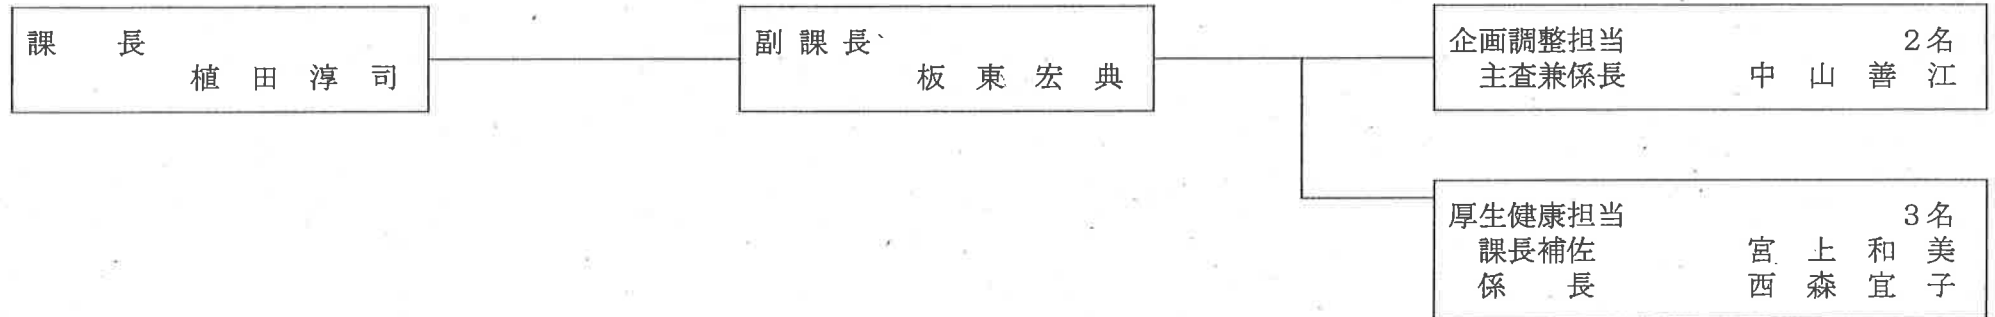 課　長
植田淳司
副課長
板東宏典
企画調整担当　2名
主査兼係長　中山善江
厚生健康担当　3名
課長補佐　宮上和美
係　長　西森宜子